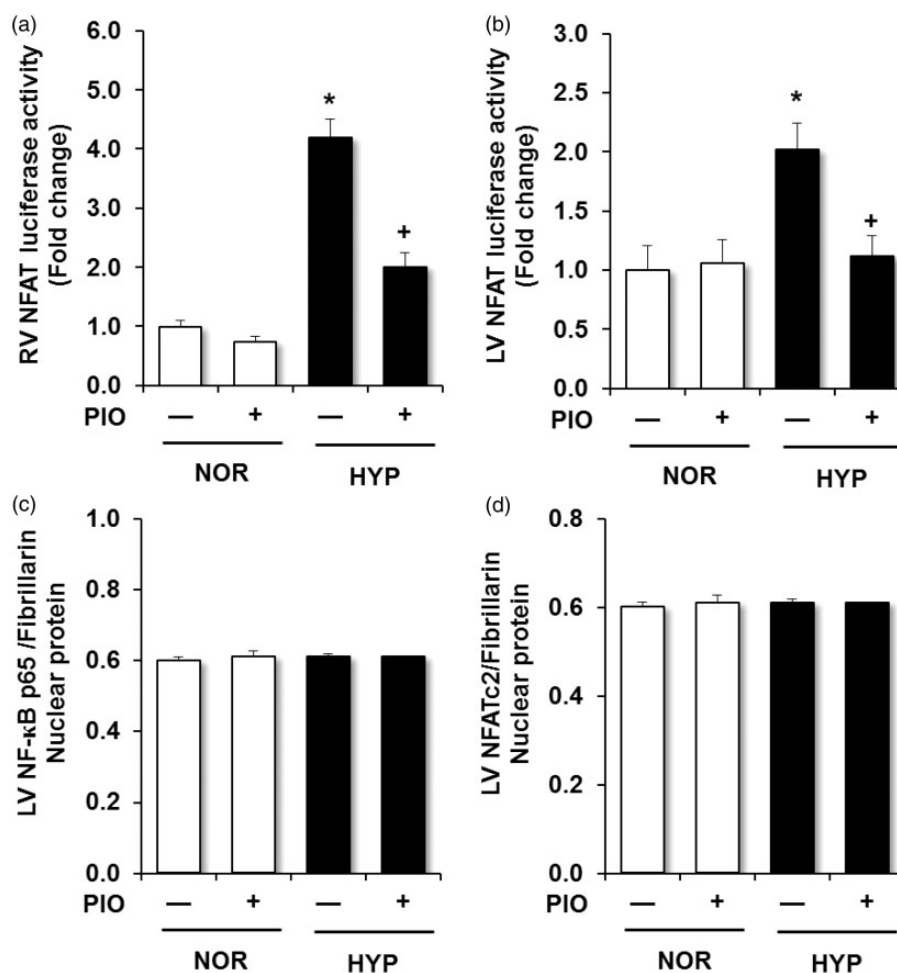 (a)
RV NFAT luciferase activity
(Fold change)
6.0
5.0
4.0
3.0
2.0
1.0
0.0
*
+
PIO — + — +
NOR HYP
(b)
LV NFAT luciferase activity
(Fold change)
3.0
2.5
2.0
1.5
1.0
0.5
0.0
*
+
PIO — + — +
NOR HYP
(c)
LV NF-κB p65 /Fibrillarin
Nuclear protein
1.0
0.8
0.6
0.4
0.2
0.0
PIO — + — +
NOR HYP
(d)
LV NFATc2/Fibrillarin
Nuclear protein
0.8
0.6
0.4
0.2
0.0
PIO — + — +
NOR HYP